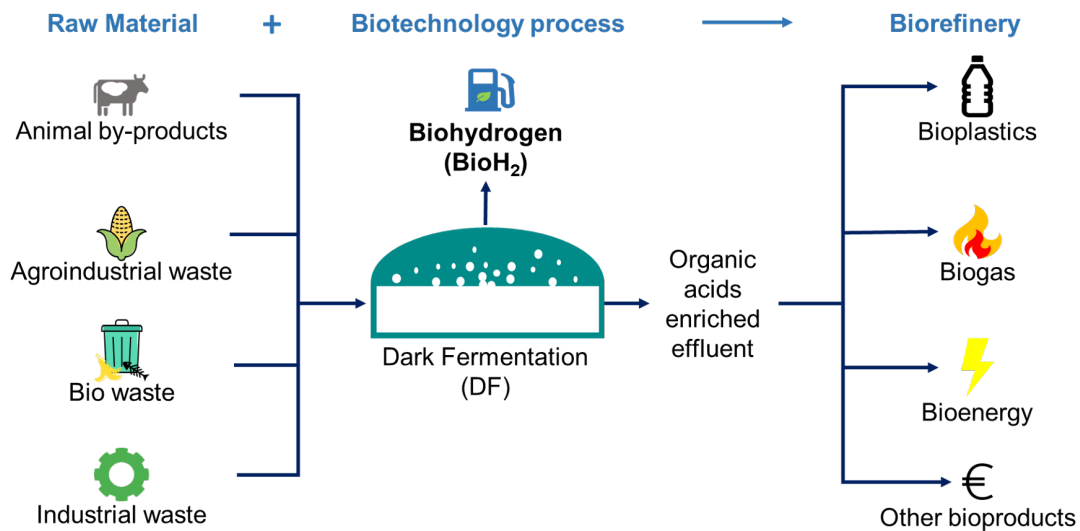 Raw Material + Biotechnology process Biorefinery
Animal by-products
Agroindustrial waste
Bio waste
Industrial waste
Biohydrogen
(BioH₂)
Dark Fermentation
(DF)
Organic
acids
enriched
effluent
Bioplastics
Biogas
Bioenergy
€
Other bioproducts